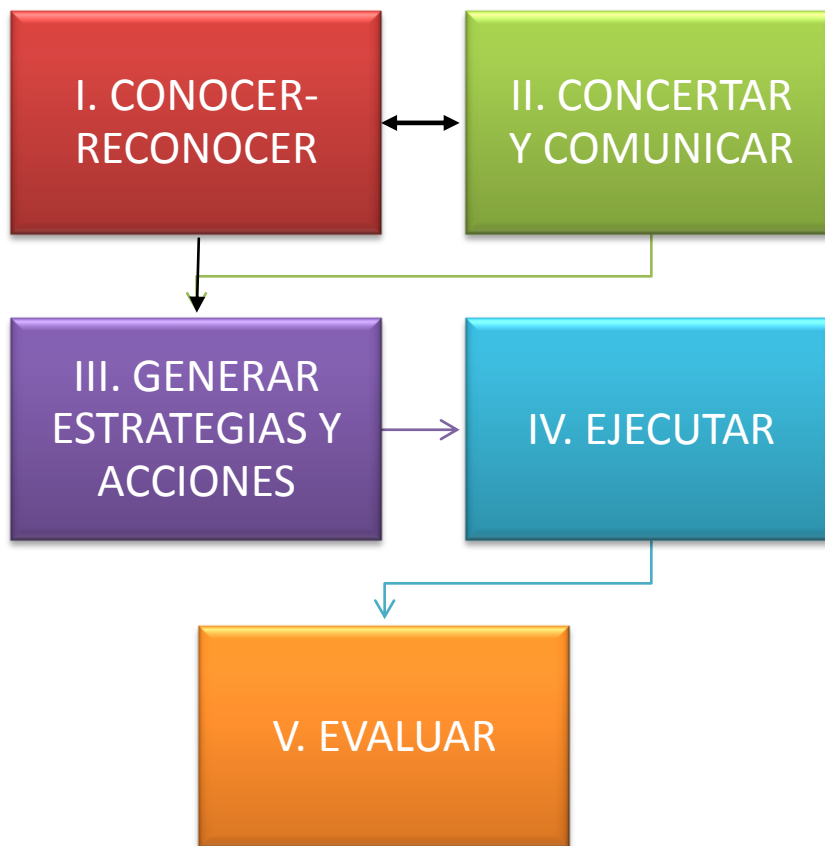 I. CONOCER-
RECONOCER
II. CONCERTAR
Y COMUNICAR
III. GENERAR
ESTRATEGIAS Y
ACCIONES
IV. EJECUTAR
V. EVALUAR